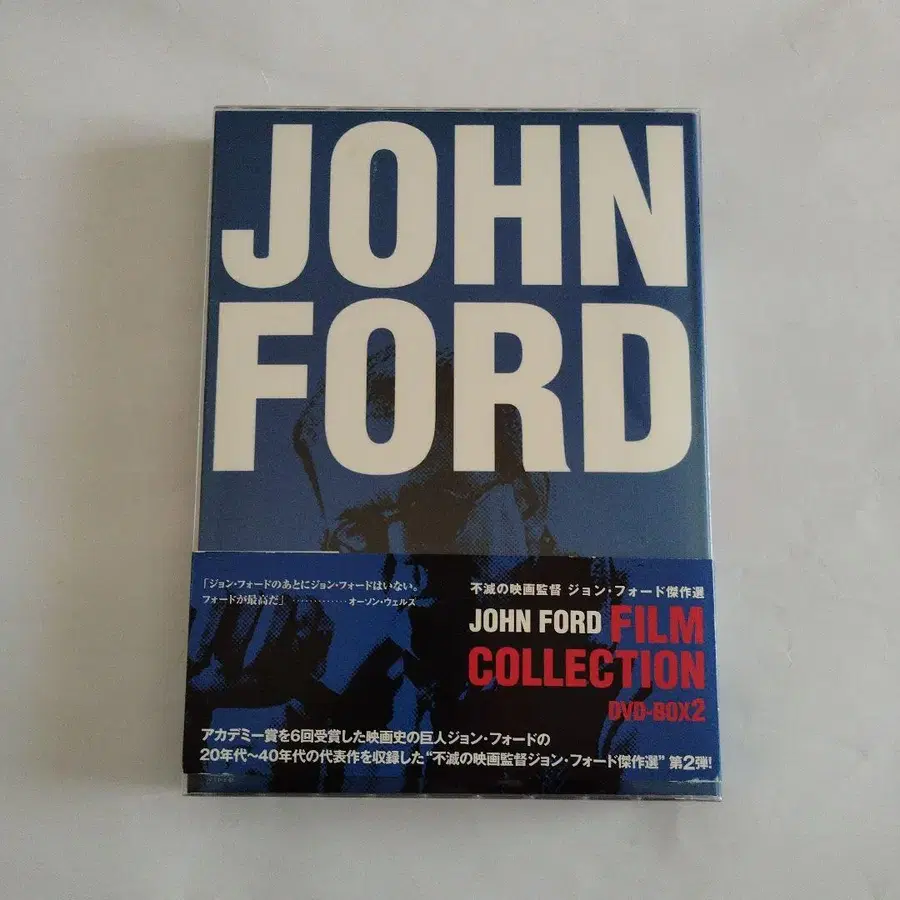 JOHN
FORD
「ジョン・フォードのあとにジョン・フォードはいない。
フォードが最高だ」‥‥‥‥‥オーソン・ウェルズ
不滅の映画監督 ジョン・フォード傑作選
JOHN FORD FILM
COLLECTION
DVD-BOX2
アカデミー賞を6回受賞した映画史の巨人ジョン・フォードの
20年代〜40年代の代表作を収録した“不滅の映画監督ジョン・フォード傑作選”第2弾!